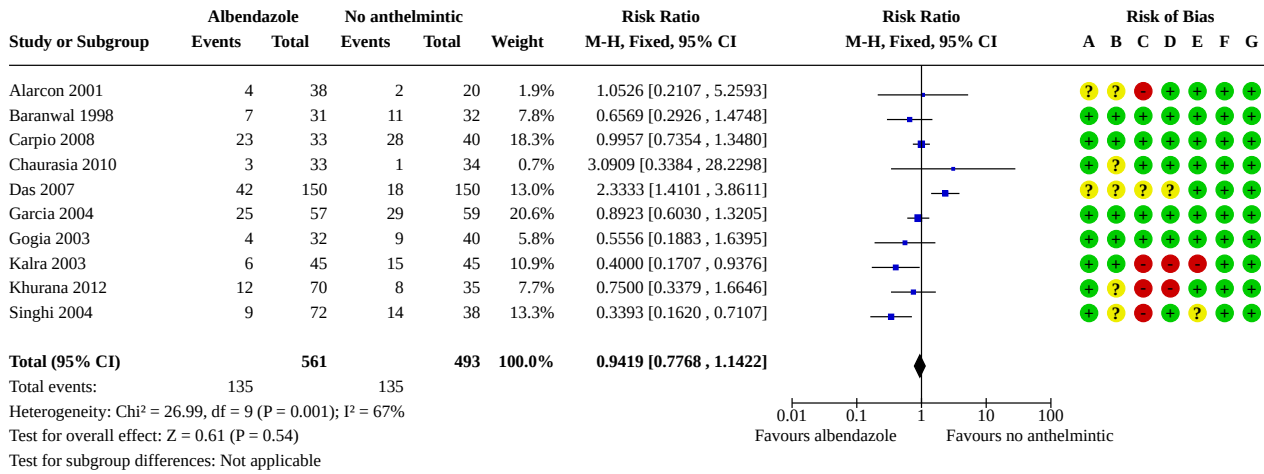 Albendazole No anthelmintic Risk Ratio Risk Ratio Risk of Bias
Study or Subgroup Events Total Events Total Weight M-H, Fixed, 95% CI M-H, Fixed, 95% CI A B C D E F G
Alarcon 2001 4 38 2 20 1.9% 1.0526 [0.2107 , 5.2593] ? ? - + + + +
Baranwal 1998 7 31 11 32 7.8% 0.6569 [0.2926 , 1.4748] + + + + + + +
Carpio 2008 23 33 28 40 18.3% 0.9957 [0.7354 , 1.3480] + + + + + + +
Chaurasia 2010 3 33 1 34 0.7% 3.0909 [0.3384 , 28.2298] + ? + + + + +
Das 2007 42 150 18 150 13.0% 2.3333 [1.4101 , 3.8611] ? ? ? ? + + +
Garcia 2004 25 57 29 59 20.6% 0.8923 [0.6030 , 1.3205] + + + + + + +
Gogia 2003 4 32 9 40 5.8% 0.5556 [0.1883 , 1.6395] + + + + + + +
Kalra 2003 6 45 15 45 10.9% 0.4000 [0.1707 , 0.9376] + + - - - + +
Khurana 2012 12 70 8 35 7.7% 0.7500 [0.3379 , 1.6646] + ? - - + + +
Singhi 2004 9 72 14 38 13.3% 0.3393 [0.1620 , 0.7107] + ? - + ? + +
Total (95% CI) 561 493 100.0% 0.9419 [0.7768 , 1.1422]
Total events: 135 135
Heterogeneity: Chi² = 26.99, df = 9 (P = 0.001); I² = 67%
0.01 0.1 1 10 100
Test for overall effect: Z = 0.61 (P = 0.54) Favours albendazole Favours no anthelmintic
Test for subgroup differences: Not applicable